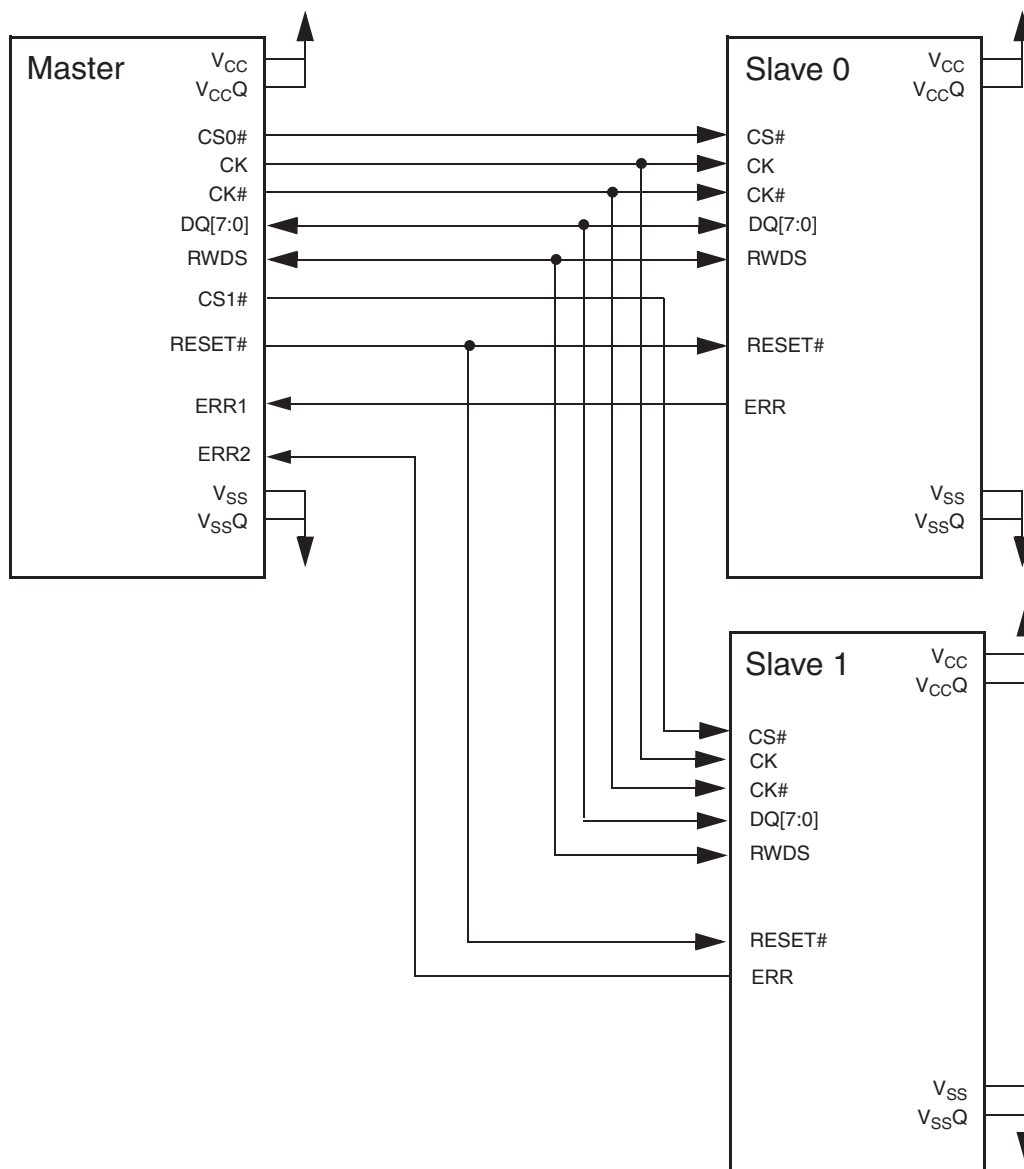 Master
VCC
VCCQ
CS0#
CK
CK#
DQ[7:0]
RWDS
CS1#
RESET#
ERR1
ERR2
VSS
VSSQ
Slave 0
VCC
VCCQ
CS#
CK
CK#
DQ[7:0]
RWDS
RESET#
ERR
VSS
VSSQ
Slave 1
VCC
VCCQ
CS#
CK
CK#
DQ[7:0]
RWDS
RESET#
ERR
VSS
VSSQ